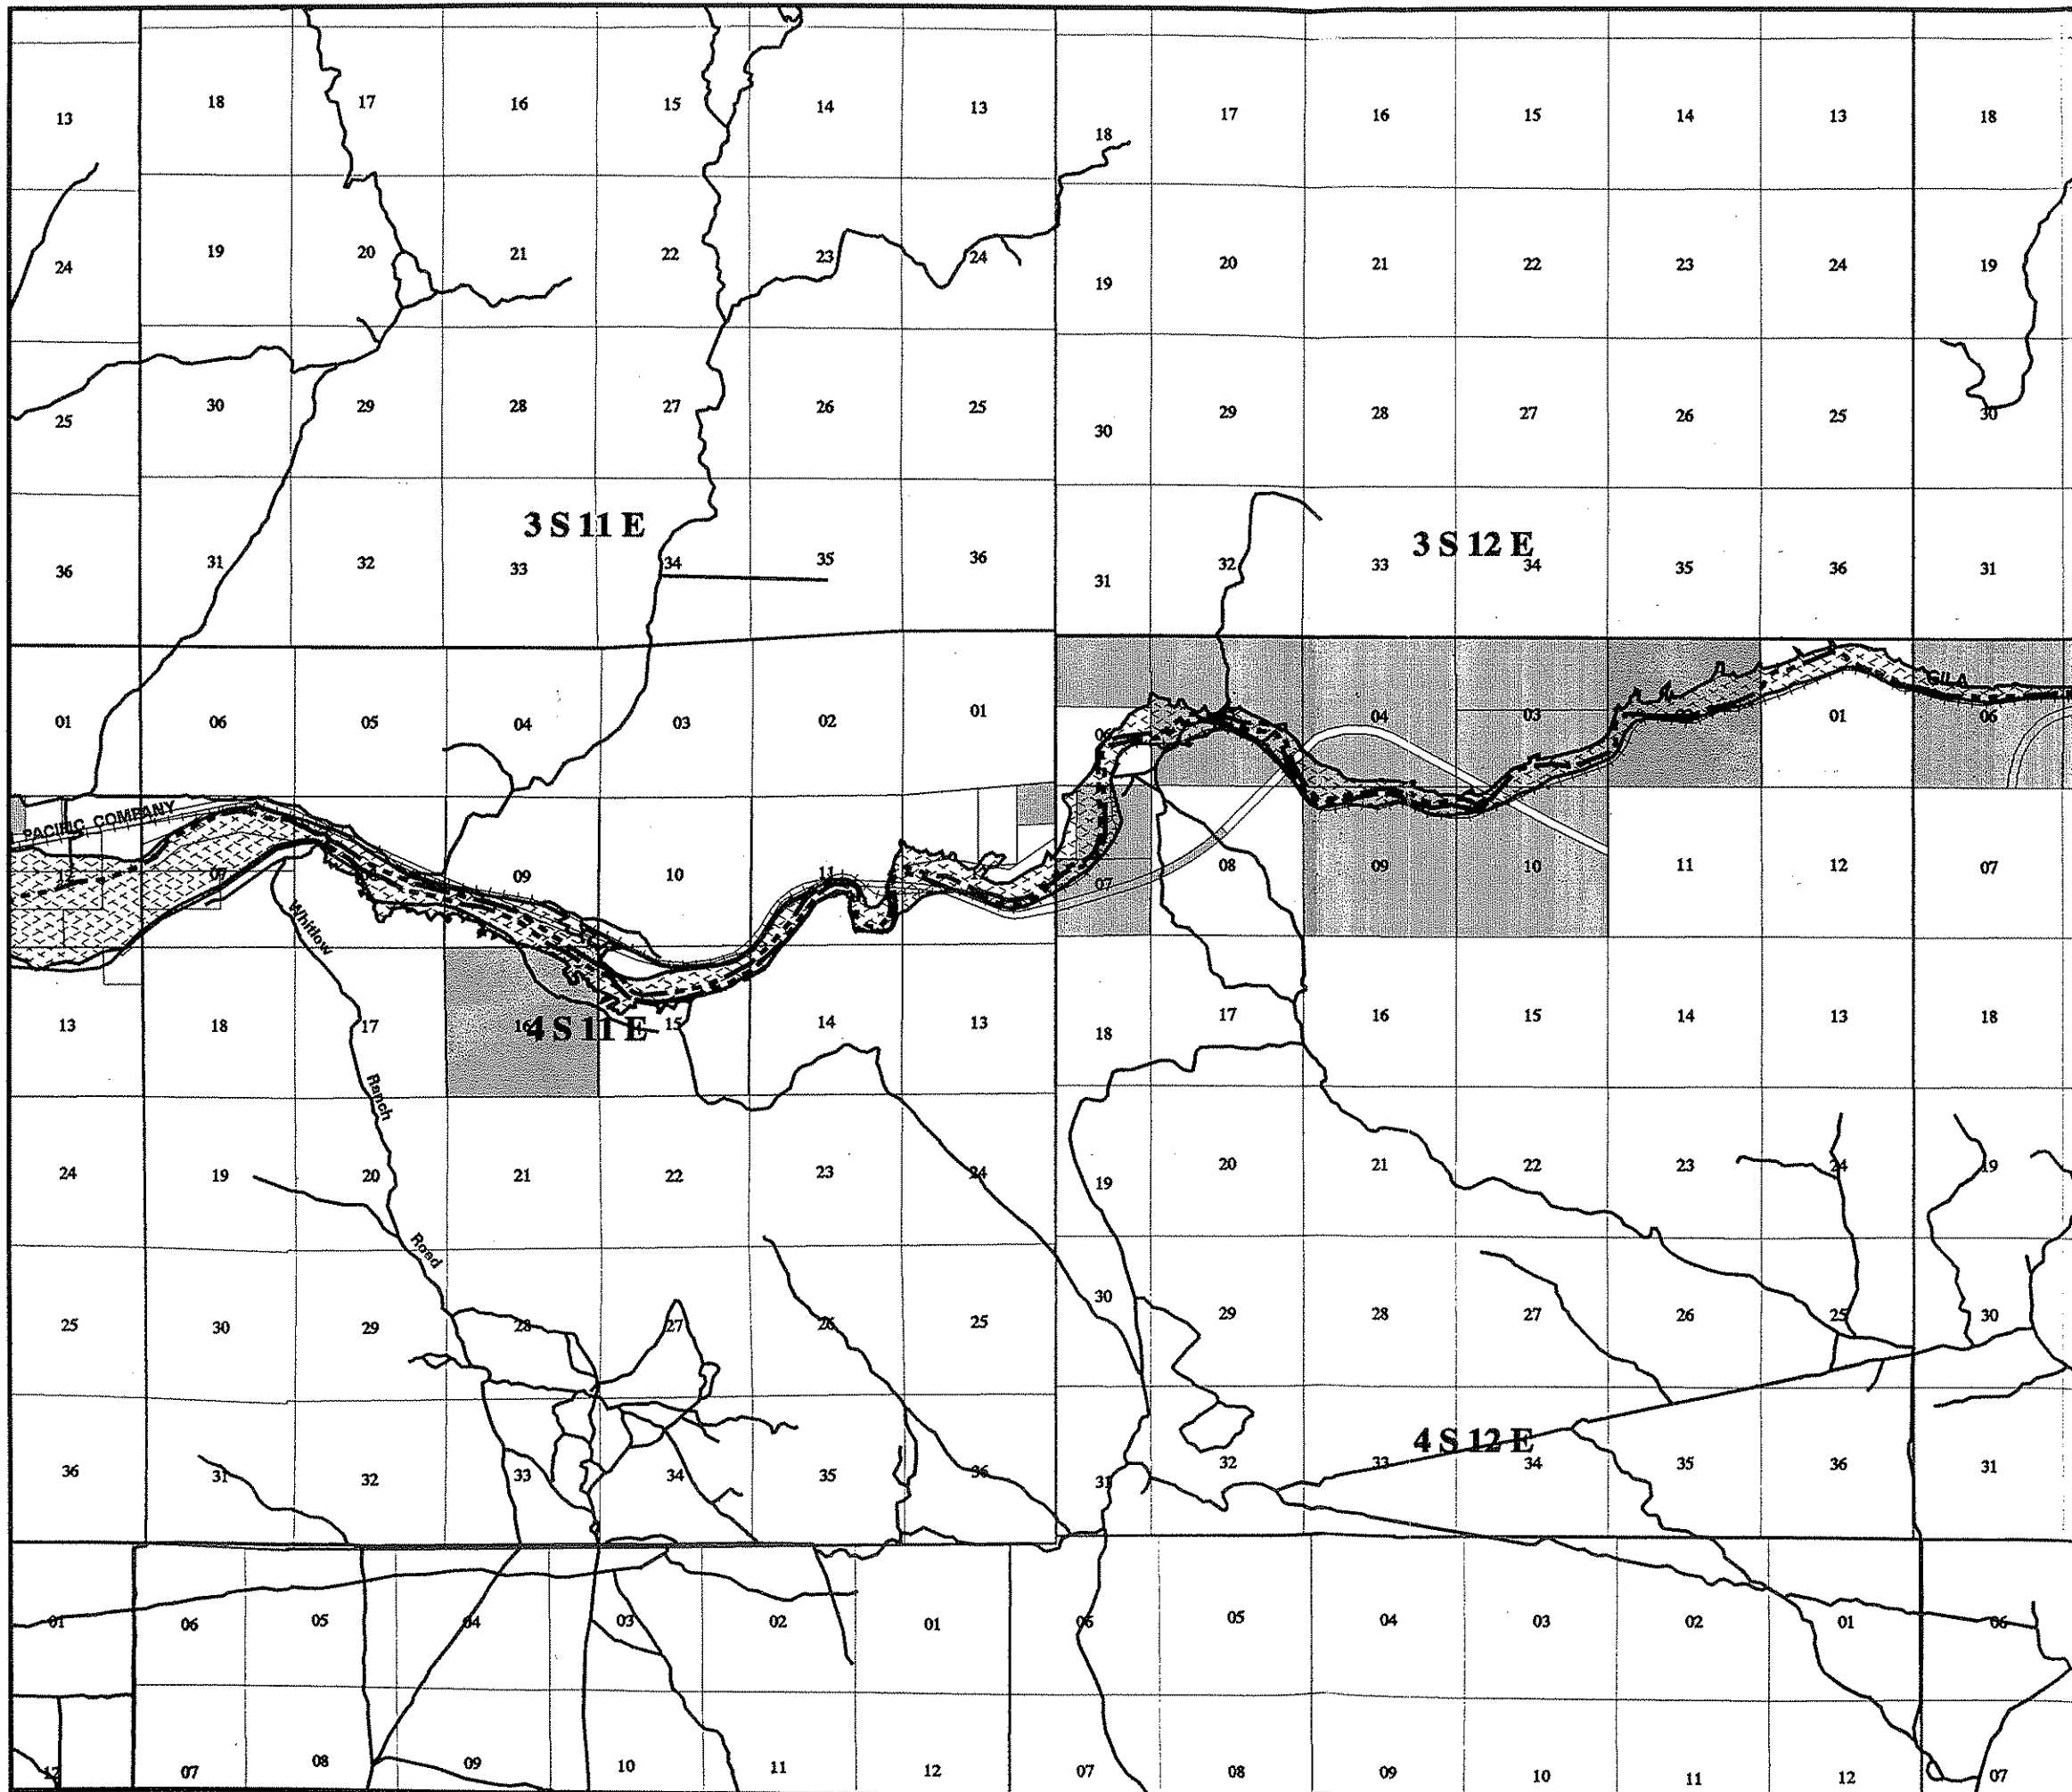 13 18 17 16 15 14 13 18 17 16 15 14 13 18
24 19 20 21 22 23 24 19 20 21 22 23 24 19
25 30 29 28 27 26 25 30 29 28 27 26 25 30
3 S 11 E 3 S 12 E
36 31 32 33 34 35 36 31 32 33 34 35 36 31
GILA
01 06 05 04 03 02 01 06 04 03 01 06
PACIFIC COMPANY
07 09 10 11 07 08 09 10 11 12 07
Whitlow
13 18 17 16 15 14 13 18 17 16 15 14 13 18
4 S 11 E
Ranch
24 19 20 21 22 23 24 19 20 21 22 23 24 19
Road
25 30 29 28 27 26 25 30 29 28 27 26 25 30
4 S 12 E
36 31 32 33 34 35 36 31 32 33 34 35 36 31
01 06 05 04 03 02 01 06 05 04 03 02 01 06
12 07 08 09 10 11 12 07 08 09 10 11 12 07